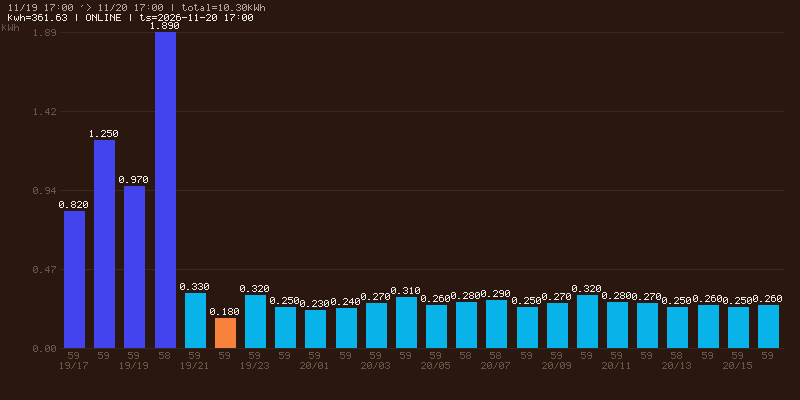 11/19 17:00 -> 11/20 17:00 | total=10.30kWh
Kwh=361.63 | ONLINE | ts=2026-11-20 17:00
kWh
1.89
1.42
0.94
0.47
0.00
0.820 1.250 0.970 1.890 0.330 0.180 0.320 0.250 0.230 0.240 0.270 0.310 0.260 0.280 0.290 0.250 0.270 0.320 0.280 0.270 0.250 0.260 0.250 0.260
59 59 59 58 59 59 59 59 59 59 59 59 59 58 58 59 59 59 59 59 58 59 59 59
19/17 19/19 19/21 19/23 20/01 20/03 20/05 20/07 20/09 20/11 20/13 20/15